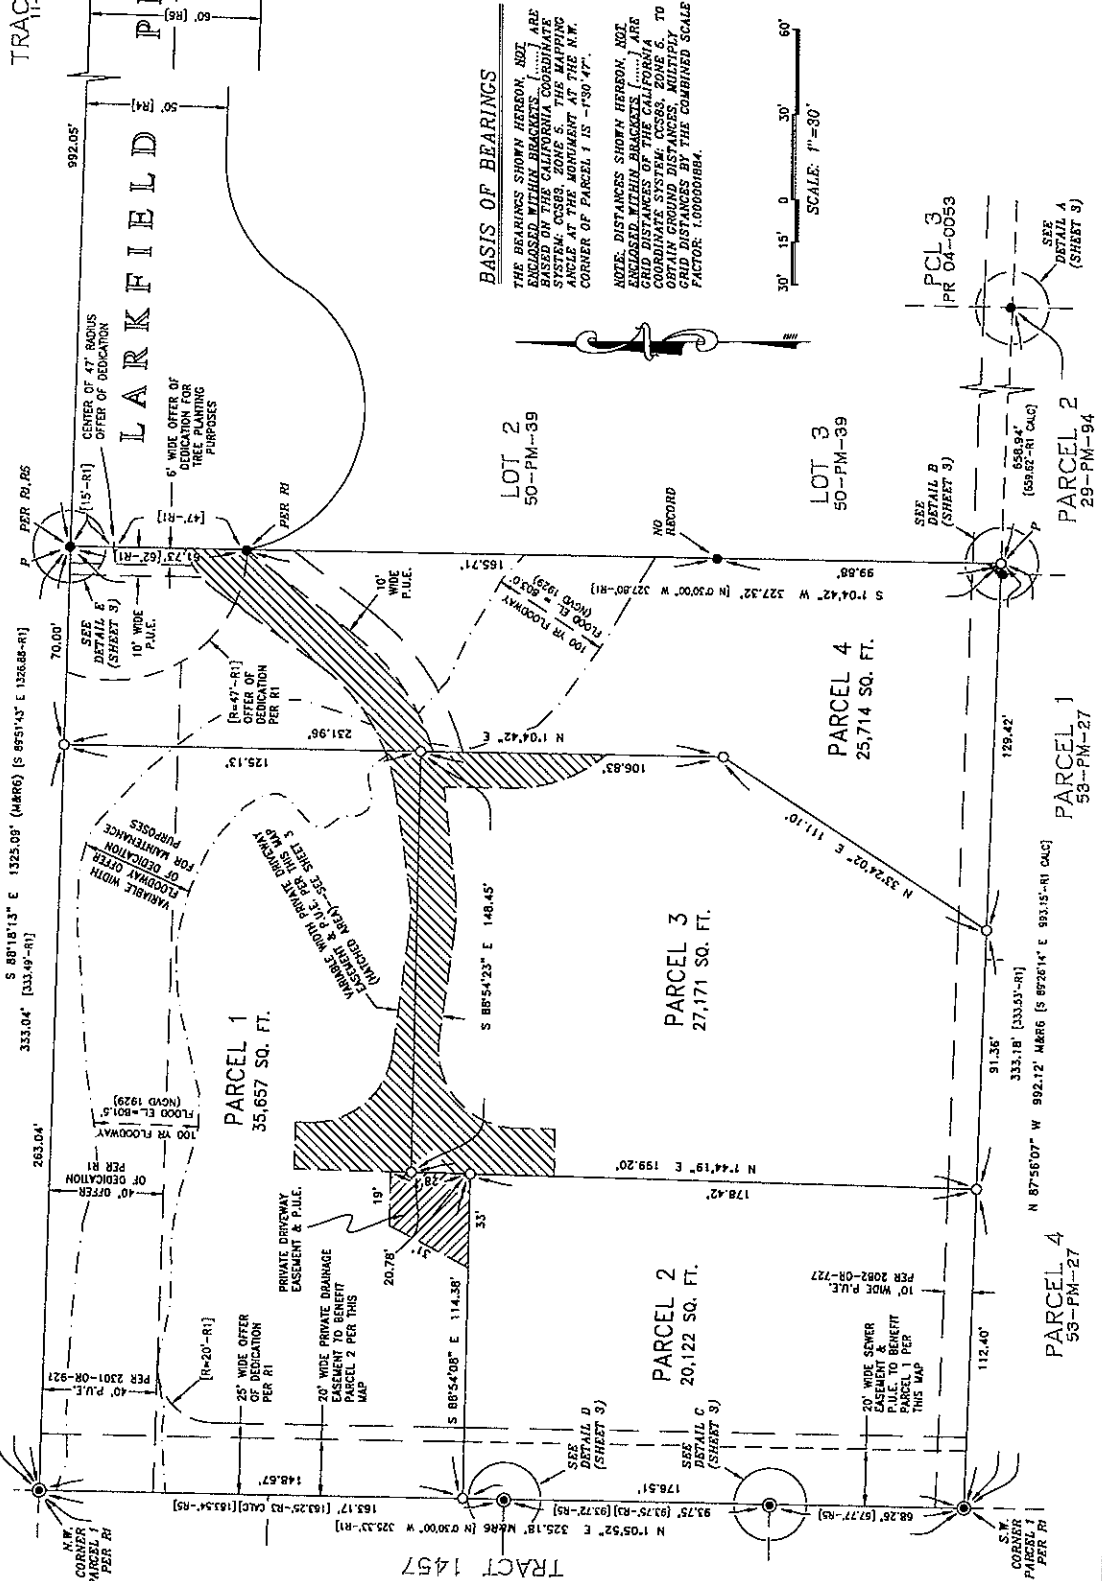 TRAC
60' [R6]
LARKFIELD P
50' [R4]
992.05'
S 88°18'13" E 1325.09' (M&R6) [S 89°51'43" E 1326.88-R1]
333.04' [333.49'-R1]
263.04'
70.00'
P PER R1,R6
[15'-R1]
CENTER OF 47' RADIUS
OFFER OF DEDICATION
6' WIDE OFFER OF
DEDICATION FOR
TREE PLANTING
PURPOSES
[47'-R1]
61.73' [62'-R1]
PER R1
SEE
DETAIL E
(SHEET 3)
10' WIDE
P.U.E.
[R=47'-R1]
OFFER OF
DEDICATION
PER R1
10'
WIDE
P.U.E.
BASIS OF BEARINGS
THE BEARINGS SHOWN HEREON, NOT
ENCLOSED WITHIN BRACKETS [......] ARE
BASED ON THE CALIFORNIA COORDINATE
SYSTEM: CCS83, ZONE 5. THE MAPPING
ANGLE AT THE MONUMENT AT THE N.W.
CORNER OF PARCEL 1 IS -1°30'47".
NOTE: DISTANCES SHOWN HEREON, NOT
ENCLOSED WITHIN BRACKETS [......] ARE
GRID DISTANCES OF THE CALIFORNIA
COORDINATE SYSTEM: CCS83, ZONE 5. TO
OBTAIN GROUND DISTANCES, MULTIPLY
GRID DISTANCES BY THE COMBINED SCALE
FACTOR: 1.000001884.
30' 15' 0 30' 60'
SCALE: 1"=30'
LOT 2
50-PM-39
LOT 3
50-PM-39
NO
RECORD
165.71'
99.88'
S 1°04'42" W 327.32' [N 0°30'00" W 327.80'-R1]
100 YR FLOODWAY
FLOOD EL = 803.0'
(NGVD 1929)
PCL 3
PR 04-0053
SEE
DETAIL A
(SHEET 3)
SEE
DETAIL B
(SHEET 3)
P
658.94'
[659.62'-R1 CALC]
PARCEL 2
29-PM-94
VARIABLE WIDTH
FLOODWAY OFFER
OF DEDICATION
FOR MAINTENANCE
PURPOSES
125.13'
231.96'
N 1°04'42" E
106.83'
VARIABLE WIDTH PRIVATE DRIVEWAY
EASEMENT & P.U.E. PER THIS MAP
(HATCHED AREA)-SEE SHEET 3
S 88°54'23" E 148.45'
PARCEL 4
25,714 SQ. FT.
N 33°24'02" E 111.10'
129.42'
PARCEL 1
53-PM-27
PARCEL 1
35,657 SQ. FT.
100 YR FLOODWAY
FLOOD EL=801.5'
(NGVD 1929)
40' OFFER
OF DEDICATION
PER R1
PARCEL 3
27,171 SQ. FT.
91.36'
333.18' [333.53'-R1]
N 87°56'07" W 992.12' M&R6 [S 89°26'14" E 993.15'-R1 CALC]
N 1°44'19" E 199.20'
178.42'
28'
19'
33'
31'
20.78'
PRIVATE DRIVEWAY
EASEMENT & P.U.E.
20' WIDE PRIVATE DRAINAGE
EASEMENT TO BENEFIT
PARCEL 2 PER THIS
MAP
25' WIDE OFFER
OF DEDICATION
PER R1
[R=20'-R1]
40' P.U.E.
PER 2301-OR-927
S 88°54'08" E 114.38'
PARCEL 2
20,122 SQ. FT.
10' WIDE P.U.E.
PER 2082-OR-727
20' WIDE SEWER
EASEMENT &
P.U.E. TO BENEFIT
PARCEL 1 PER
THIS MAP
112.40'
PARCEL 4
53-PM-27
SEE
DETAIL D
(SHEET 3)
SEE
DETAIL C
(SHEET 3)
N.W.
CORNER
PARCEL 1
PER R1
148.67'
163.17' [163.25'-R3, CALC][163.54'-R5]
176.51'
93.75' [93.75'-R3][93.72'-R5]
68.26' [67.77'-R5]
N 1°05'52" E 325.18' M&R6 [N 0°30'00" W 325.33'-R1]
S.W.
CORNER
PARCEL 1
PER R1
TRACT 1457